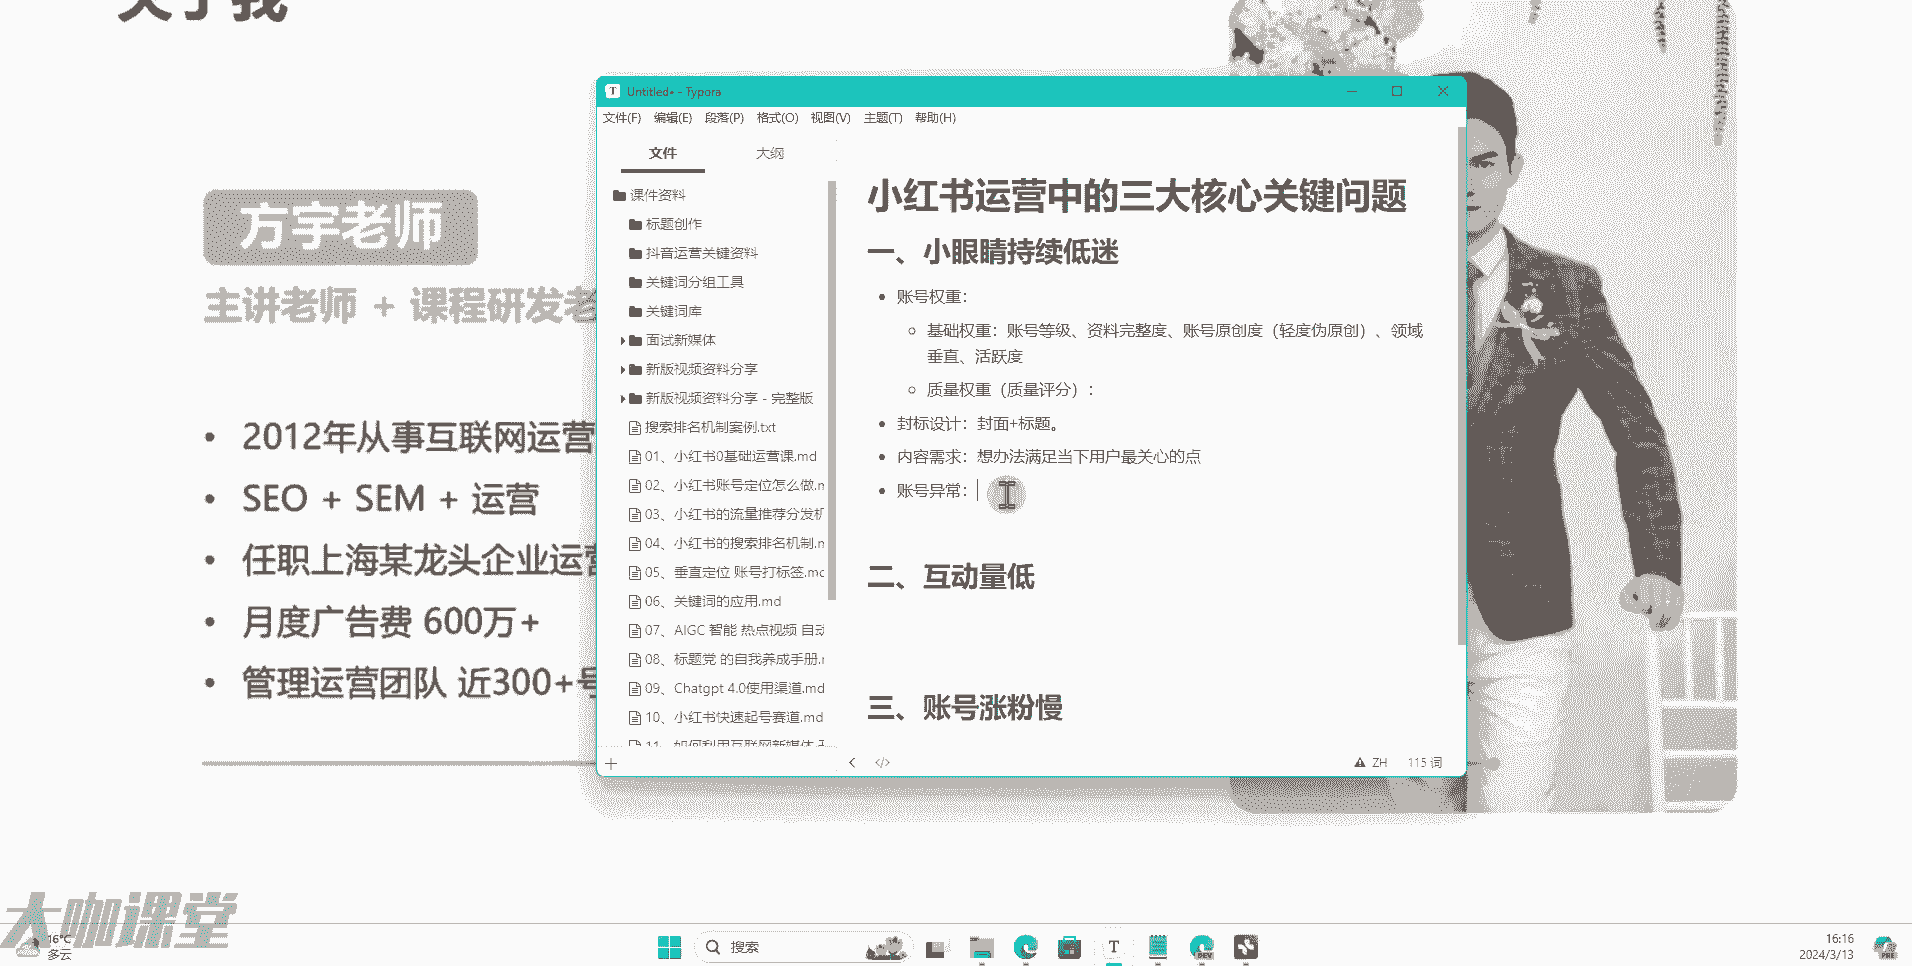 关于我
方宇老师
主讲老师 + 课程研发老
2012年从事互联网运营
SEO + SEM + 运营
任职上海某龙头企业运营
月度广告费 600万+
管理运营团队 近300+号
Untitled• - Typora
文件(F) 编辑(E) 段落(P) 格式(O) 视图(V) 主题(T) 帮助(H)
文件 大纲
课件资料
标题创作
抖音运营关键资料
关键词分组工具
关键词库
面试新媒体
新版视频资料分享
新版视频资料分享 - 完整版
搜索排名机制案例.txt
01、小红书0基础运营课.md
02、小红书账号定位怎么做.m
03、小红书的流量推荐分发机
04、小红书的搜索排名机制.m
05、垂直定位 账号打标签.mc
06、关键词的应用.md
07、AIGC 智能 热点视频 自动
08、标题党 的自我养成手册.r
09、Chatgpt 4.0使用渠道.md
10、小红书快速起号赛道.md
11、如何利用互联网新媒体
小红书运营中的三大核心关键问题
一、小眼睛持续低迷
账号权重：
基础权重：账号等级、资料完整度、账号原创度（轻度伪原创）、领域
垂直、活跃度
质量权重（质量评分）：
封标设计：封面+标题。
内容需求：想办法满足当下用户最关心的点
账号异常：
二、互动量低
三、账号涨粉慢
ZH 115 词
大咖课堂
16°C
多云
搜索
T
DEV
16:16
2024/3/13
PRE